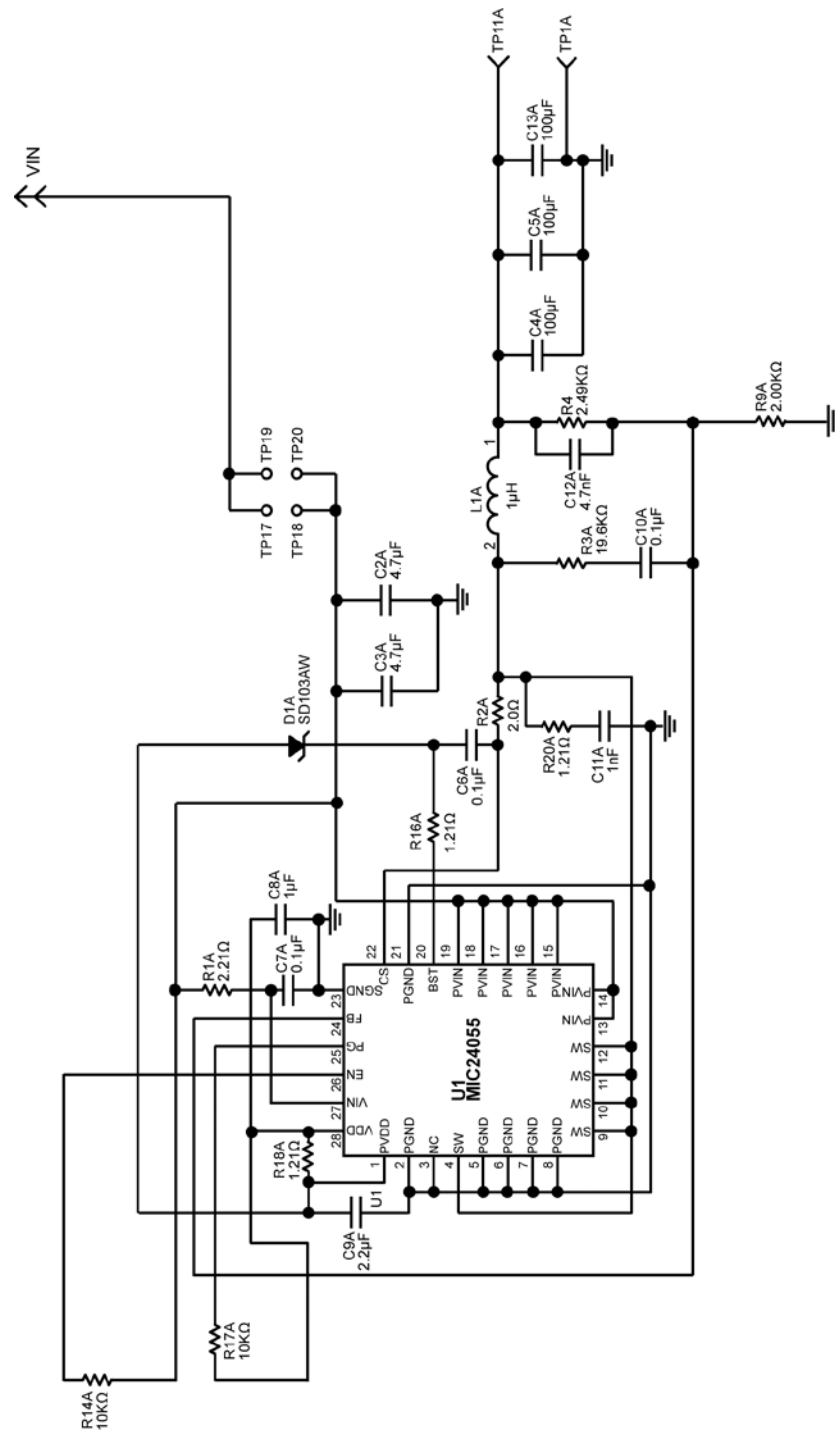 VIN
TP17
TP19
TP18
TP20
TP11A
TP1A
C13A
100µF
C5A
100µF
C4A
100µF
R4
2.49KΩ
C12A
4.7nF
R9A
2.00KΩ
L1A
1µH
2
1
R3A
19.6KΩ
C10A
0.1µF
C2A
4.7µF
C3A
4.7µF
D1A
SD103AW
C6A
0.1µF
R2A
2.0Ω
R20A
1.21Ω
C11A
1nF
R16A
1.21Ω
C8A
1µF
C7A
0.1µF
R1A
2.21Ω
R18A
1.21Ω
C9A
2.2µF
U1
R17A
10KΩ
R14A
10KΩ
U1
MIC24055
1
PVDD
2
PGND
3
NC
4
SW
5
PGND
6
PGND
7
PGND
8
PGND
9
SW
10
SW
11
SW
12
SW
13
PVIN
14
PVIN
15
PVIN
16
PVIN
17
PVIN
18
PVIN
19
PVIN
20
BST
21
PGND
22
CS
23
SGND
24
FB
25
PG
26
EN
27
VIN
28
VDD